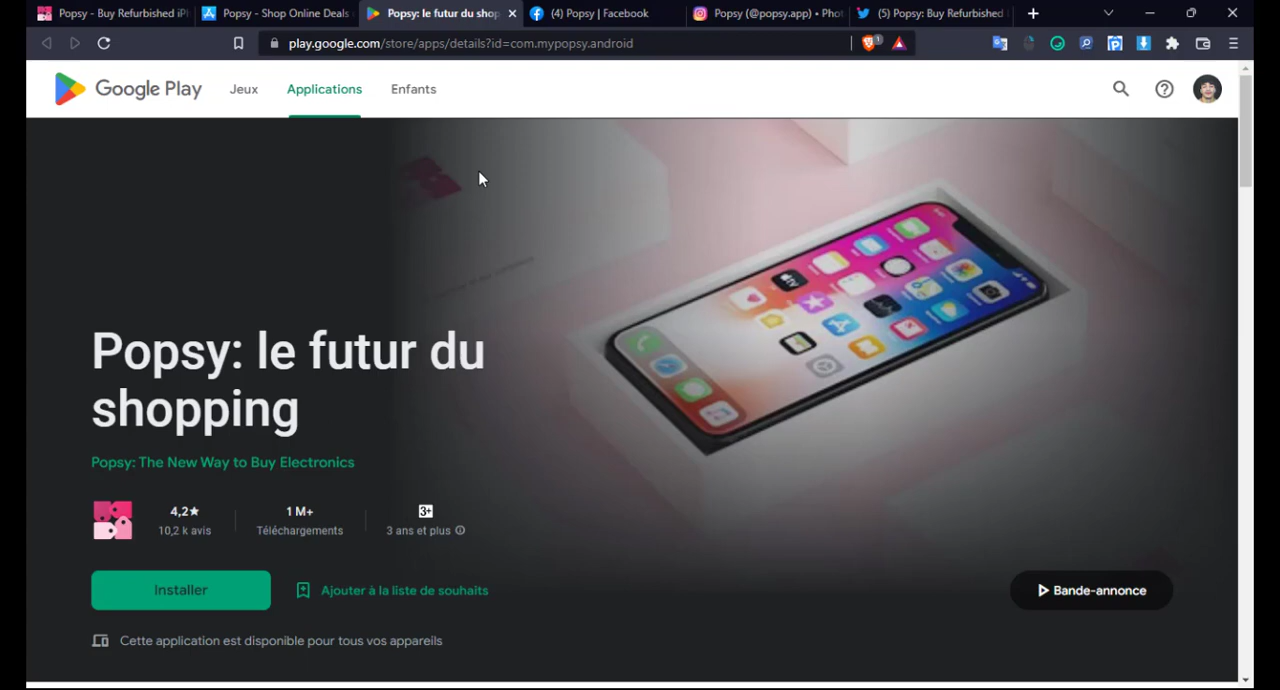 Popsy - Buy Refurbished iPh
Popsy - Shop Online Deals
Popsy: le futur du shop
(4) Popsy | Facebook
Popsy (@popsy.app) • Phot
(5) Popsy: Buy Refurbished
play.google.com/store/apps/details?id=com.mypopsy.android
1
Google Play
Jeux
Applications
Enfants
Popsy: le futur du
shopping
Popsy: The New Way to Buy Electronics
4,2★
1 M+
3+
10,2 k avis
Téléchargements
3 ans et plus
Installer
Ajouter à la liste de souhaits
Bande-annonce
Cette application est disponible pour tous vos appareils